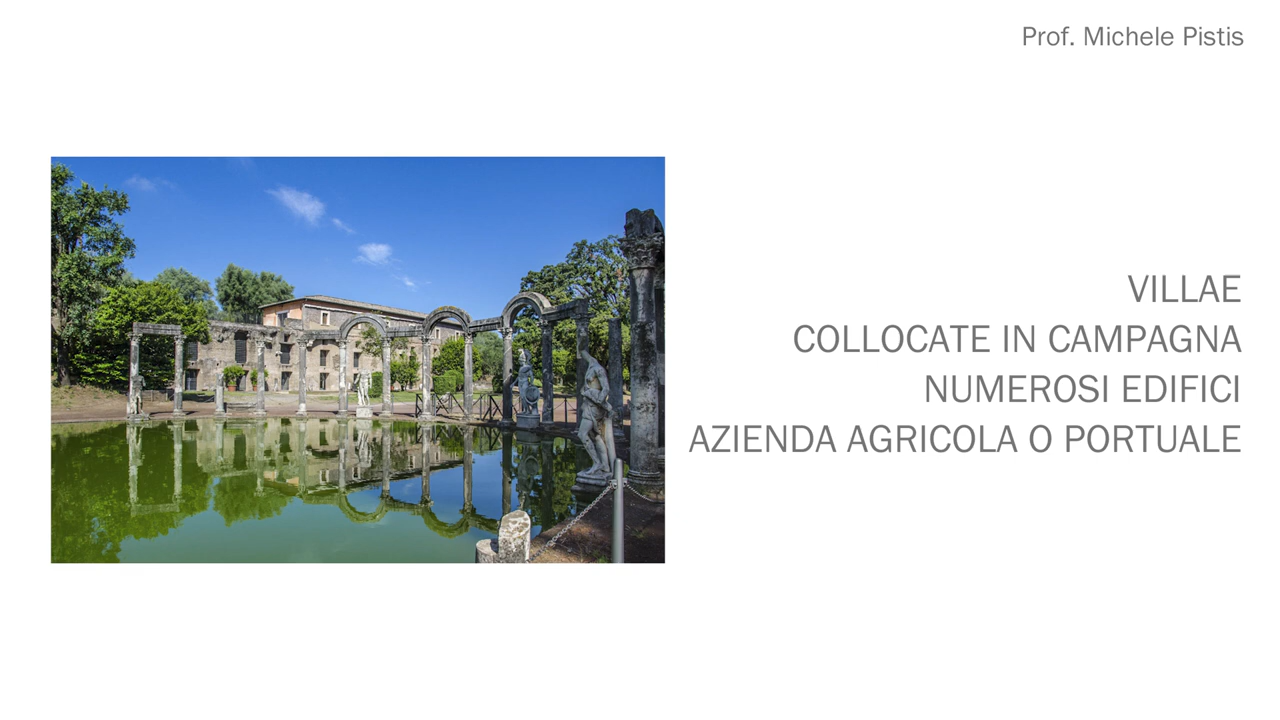 Prof. Michele Pistis
VILLAE
COLLOCATE IN CAMPAGNA
NUMEROSI EDIFICI
AZIENDA AGRICOLA O PORTUALE